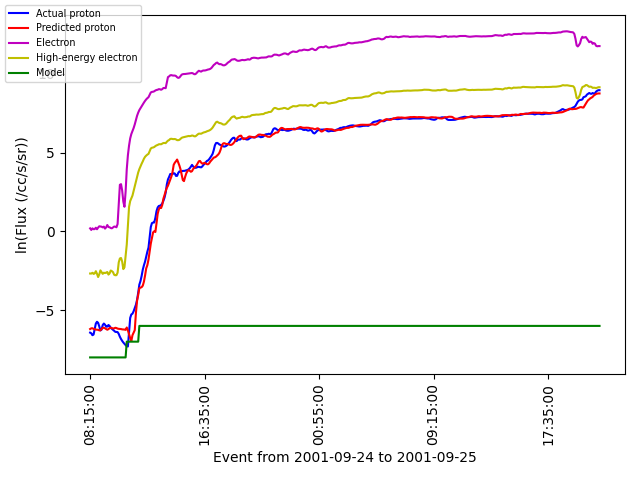 Actual proton
Predicted proton
Electron
High-energy electron
Model
5
0
−5
ln(Flux (/cc/s/sr))
08:15:00
16:35:00
00:55:00
09:15:00
17:35:00
Event from 2001-09-24 to 2001-09-25